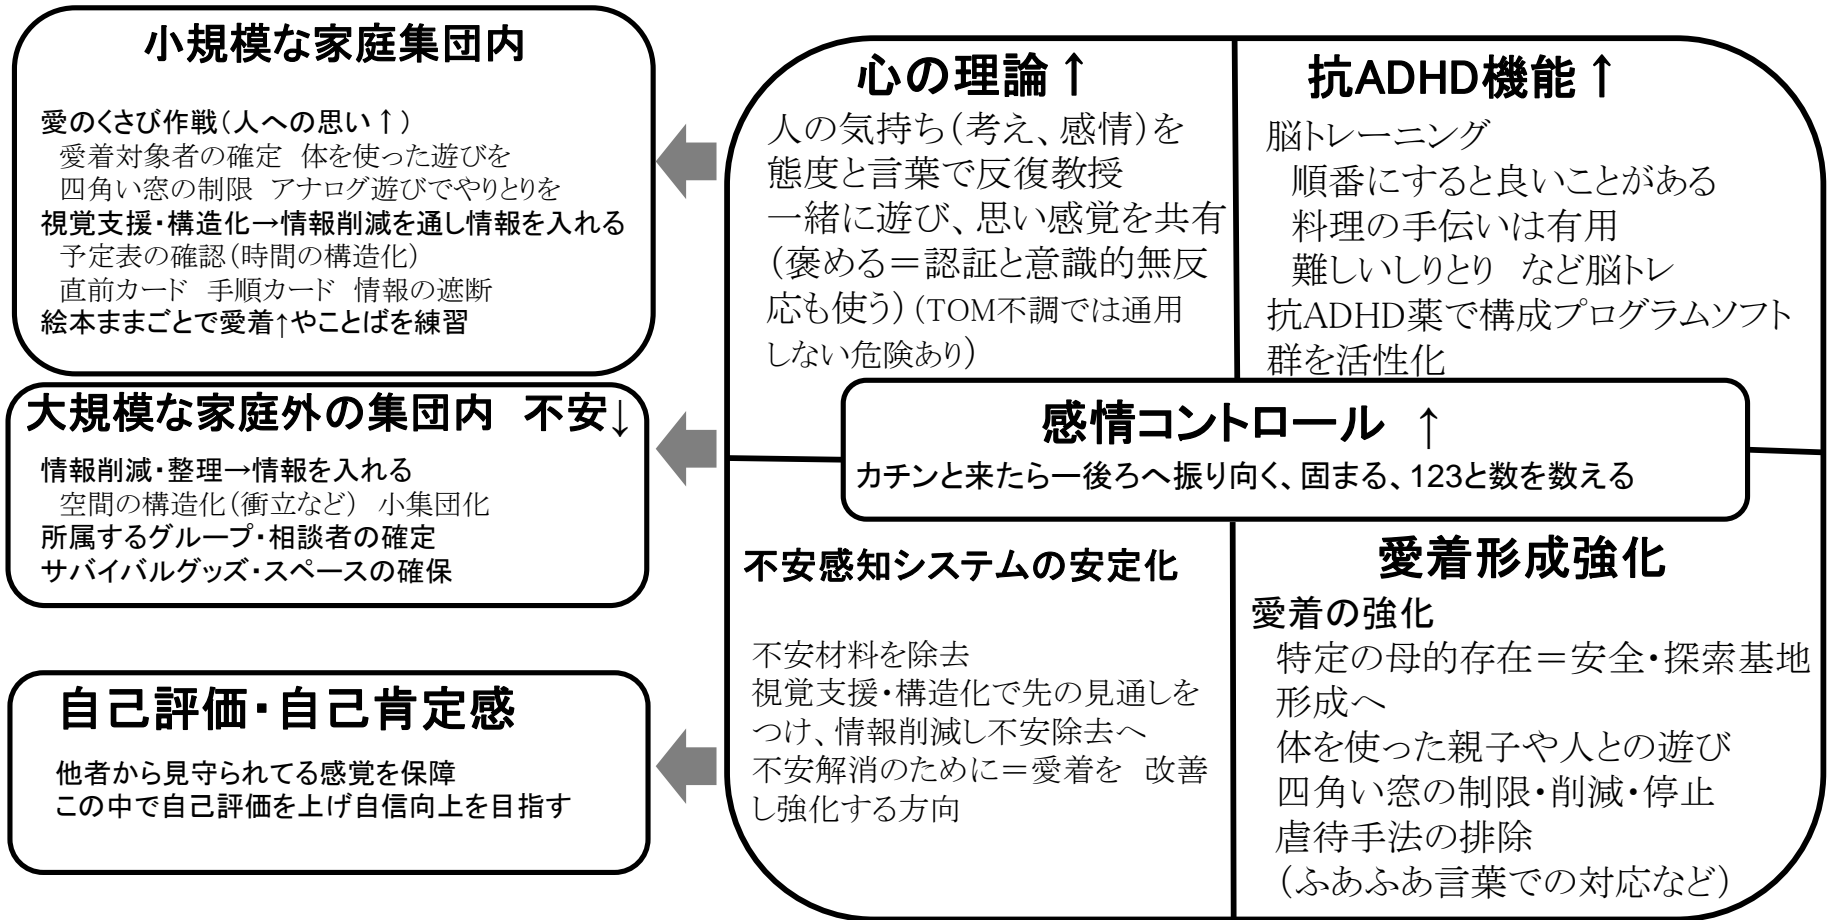 小規模な家庭集団内
愛のくさび作戦(人への思い↑)
愛着対象者の確定 体を使った遊びを
四角い窓の制限 アナログ遊びでやりとりを
視覚支援・構造化→情報削減を通し情報を入れる
予定表の確認(時間の構造化)
直前カード 手順カード 情報の遮断
絵本ままごとで愛着↑やことばを練習
大規模な家庭外の集団内 不安↓
情報削減・整理→情報を入れる
空間の構造化(衝立など) 小集団化
所属するグループ・相談者の確定
サバイバルグッズ・スペースの確保
自己評価・自己肯定感
他者から見守られてる感覚を保障
この中で自己評価を上げ自信向上を目指す
心の理論↑
人の気持ち(考え、感情)を
態度と言葉で反復教授
一緒に遊び、思い感覚を共有
(褒める=認証と意識的無反
応も使う)(TOM不調では通用
しない危険あり)
抗ADHD機能↑
脳トレーニング
順番にすると良いことがある
料理の手伝いは有用
難しいしりとり など脳トレ
抗ADHD薬で構成プログラムソフト
群を活性化
感情コントロール ↑
カチンと来たら一後ろへ振り向く、固まる、123と数を数える
不安感知システムの安定化
不安材料を除去
視覚支援・構造化で先の見通しを
つけ、情報削減し不安除去へ
不安解消のために=愛着を 改善
し強化する方向
愛着形成強化
愛着の強化
特定の母的存在=安全・探索基地
形成へ
体を使った親子や人との遊び
四角い窓の制限・削減・停止
虐待手法の排除
(ふあふあ言葉での対応など)